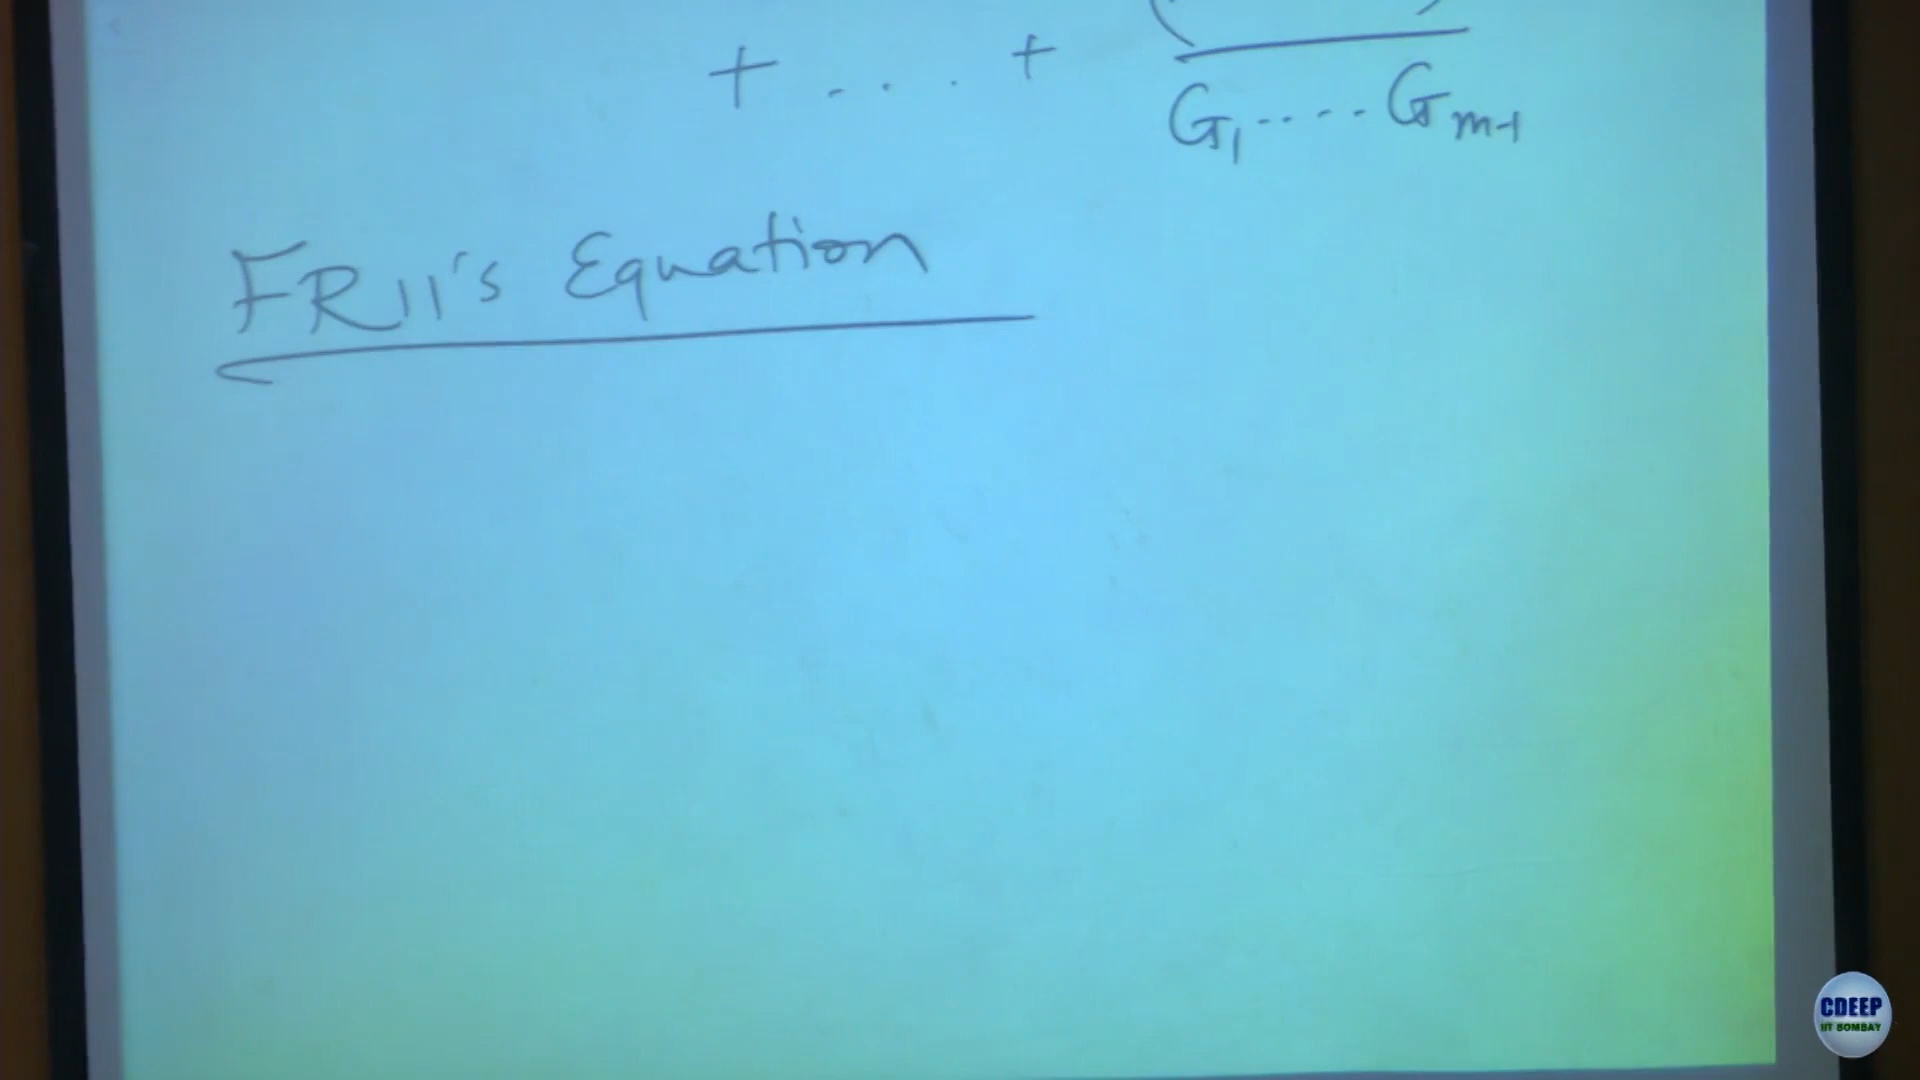 + . . . . +
G₁ ..... Gₘ₋₁
FRII's Equation
CDEEP
IIT BOMBAY